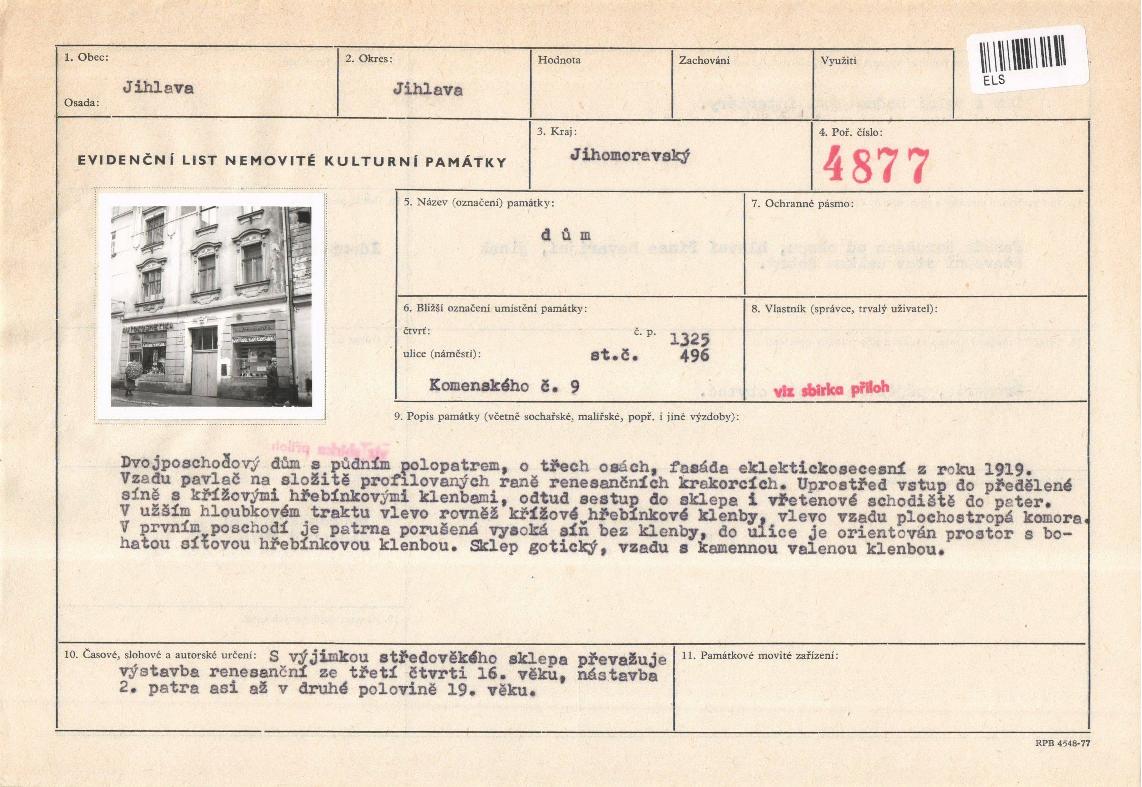 1. Obec:
Jihlava
Osada:
2. Okres:
Jihlava
Hodnota
Zachování
Využití
ELS
EVIDENČNÍ LIST NEMOVITÉ KULTURNÍ PAMÁTKY
3. Kraj:
Jihomoravský
4. Poř. číslo:
4877
5. Název (označení) památky:
dům
7. Ochranné pásmo:
6. Bližší označení umístění památky:
čtvrť:
č. p. 1325
ulice (náměstí):
st.č. 496
Komenského č. 9
8. Vlastník (správce, trvalý uživatel):
viz sbírka příloh
9. Popis památky (včetně sochařské, malířské, popř. i jiné výzdoby):
Dvojposchoďový dům s půdním polopatrem, o třech osách, fasáda eklektickosecesní z roku 1919.
Vzadu pavlač na složitě profilovaných raně renesančních krakorcích. Uprostřed vstup do předělené
síně s křížovými hřebínkovými klenbami, odtud sestup do sklepa i vřetenové schodiště do pater.
V užším hloubkovém traktu vlevo rovněž křížové hřebínkové klenby, vlevo vzadu plochostropá komora.
V prvním poschodí je patrna porušená vysoká síň bez klenby, do ulice je orientován prostor s bo-
hatou síťovou hřebínkovou klenbou. Sklep gotický, vzadu s kamennou valenou klenbou.
10. Časové, slohové a autorské určení: S výjimkou středověkého sklepa převažuje
výstavba renesanční ze třetí čtvrti 16. věku, nástavba
2. patra asi až v druhé polovině 19. věku.
11. Památkové movité zařízení:
RPB 4548-77